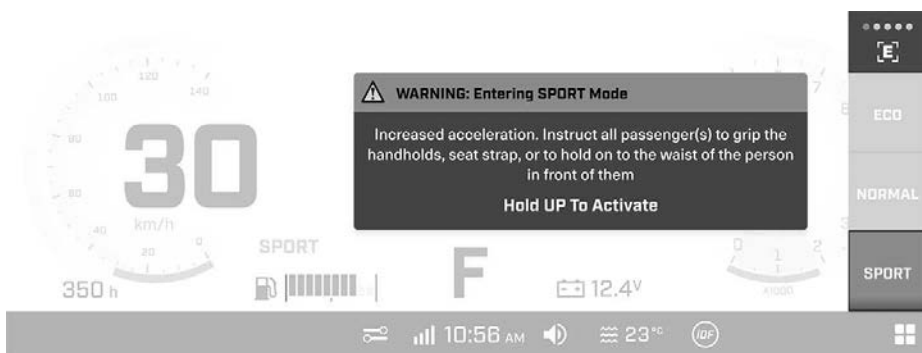 [E]
120
100
140
80
60
40
20
0
30
km/h
7
8
3
0
1
2
X1000
WARNING: Entering SPORT Mode
Increased acceleration. Instruct all passenger(s) to grip the
handholds, seat strap, or to hold on to the waist of the person
in front of them
Hold UP To Activate
ECO
NORMAL
SPORT
SPORT
350 h
F
12.4V
10:56 AM
23°C
iDF